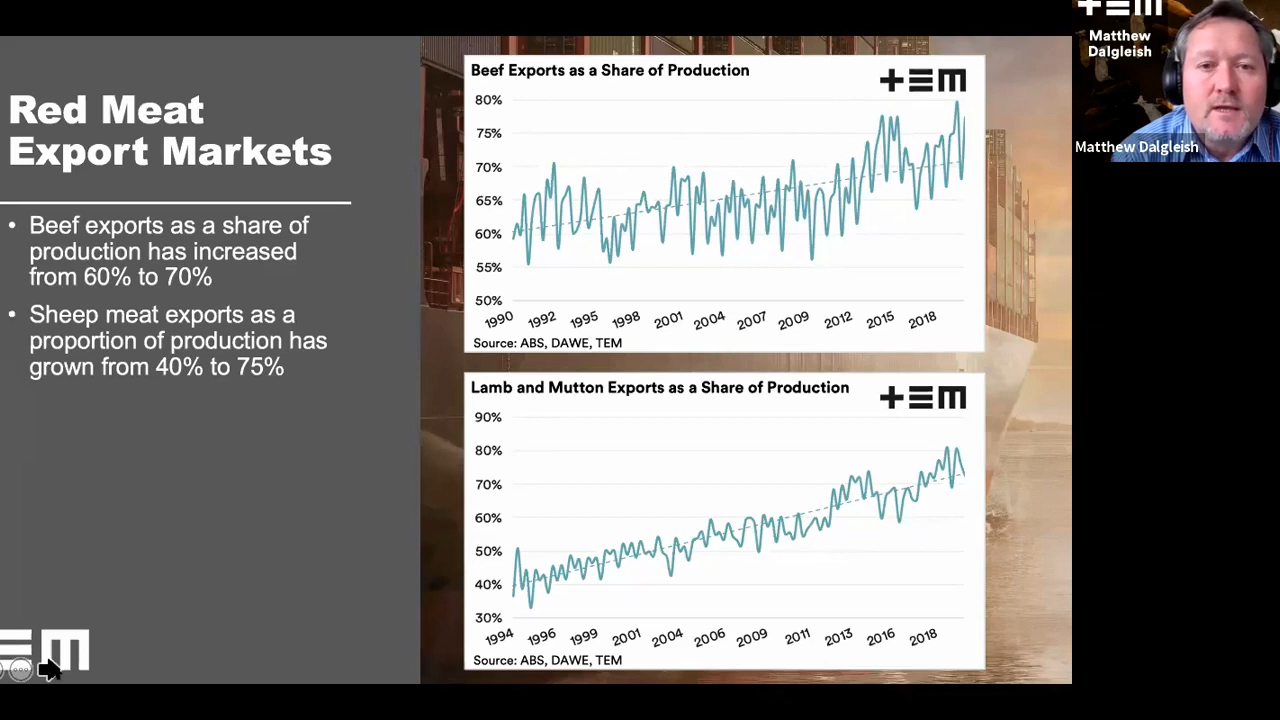 Red Meat
Export Markets
• Beef exports as a share of
production has increased
from 60% to 70%
• Sheep meat exports as a
proportion of production has
grown from 40% to 75%
EM
Beef Exports as a Share of Production
TEM
80%
75%
70%
65%
60%
55%
50%
1990 1992 1995 1998 2001 2004 2007 2009 2012 2015 2018
Source: ABS, DAWE, TEM
Lamb and Mutton Exports as a Share of Production
TEM
90%
80%
70%
60%
50%
40%
30%
1994 1996 1999 2001 2004 2006 2009 2011 2013 2016 2018
Source: ABS, DAWE, TEM
TEM
Matthew
Dalgleish
Matthew Dalgleish